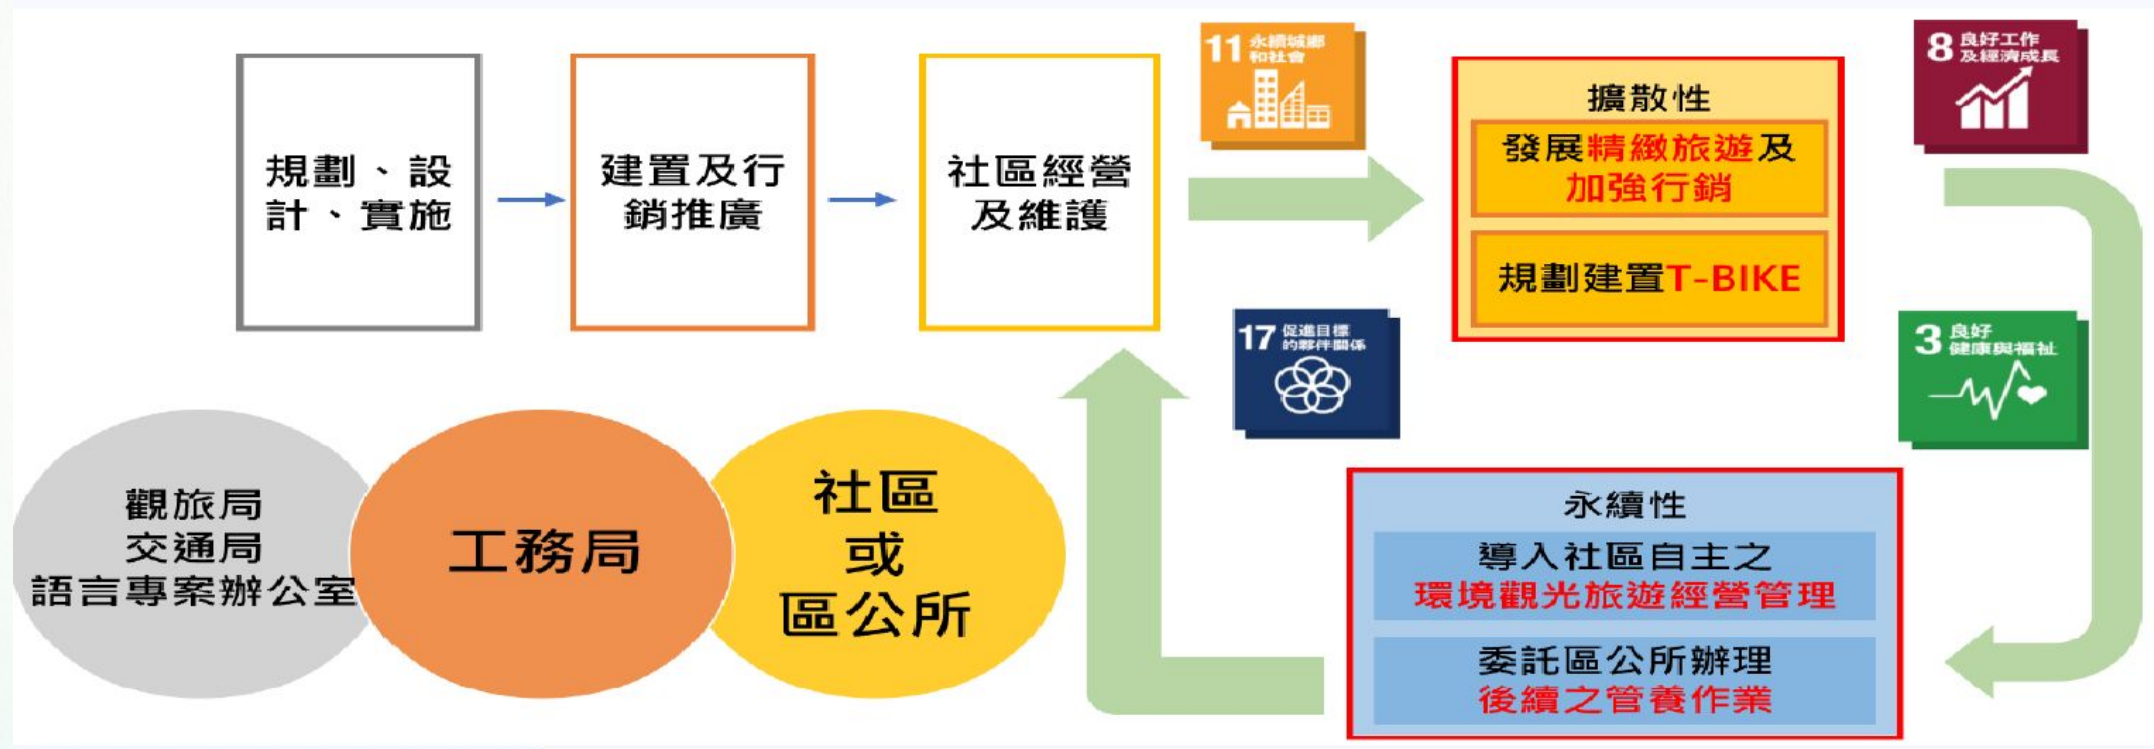 規劃、設
計、實施
建置及行
銷推廣
社區經營
及維護
11 永續城鄉
和社會
擴散性
發展精緻旅遊及
加強行銷
規劃建置T-BIKE
8 良好工作
及經濟成長
17 促進目標
的夥伴關係
3 良好
健康與福祉
觀旅局
交通局
語言專案辦公室
工務局
社區
或
區公所
永續性
導入社區自主之
環境觀光旅遊經營管理
委託區公所辦理
後續之管養作業